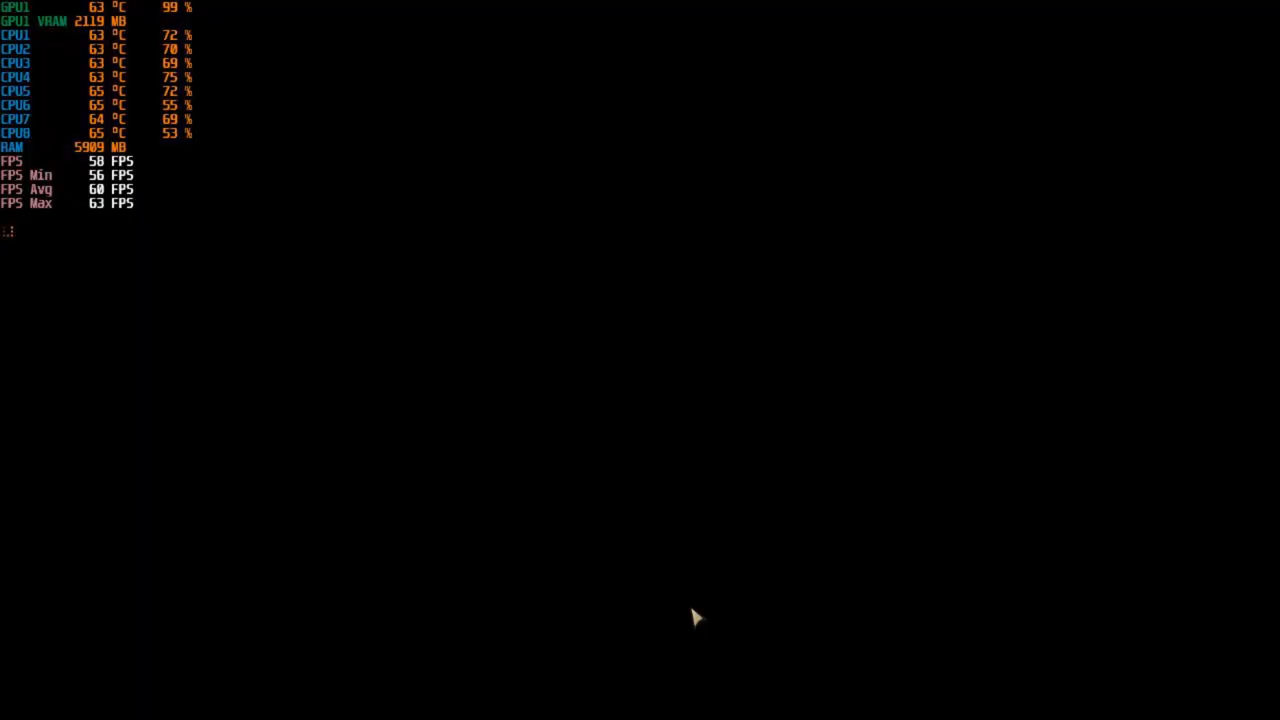 GPU1 63 °C 99 %
GPU1 VRAM 2119 MB
CPU1 63 °C 72 %
CPU2 63 °C 70 %
CPU3 63 °C 69 %
CPU4 63 °C 75 %
CPU5 65 °C 72 %
CPU6 65 °C 55 %
CPU7 64 °C 69 %
CPU8 65 °C 53 %
RAM 5909 MB
FPS 58 FPS
FPS Min 56 FPS
FPS Avg 60 FPS
FPS Max 63 FPS